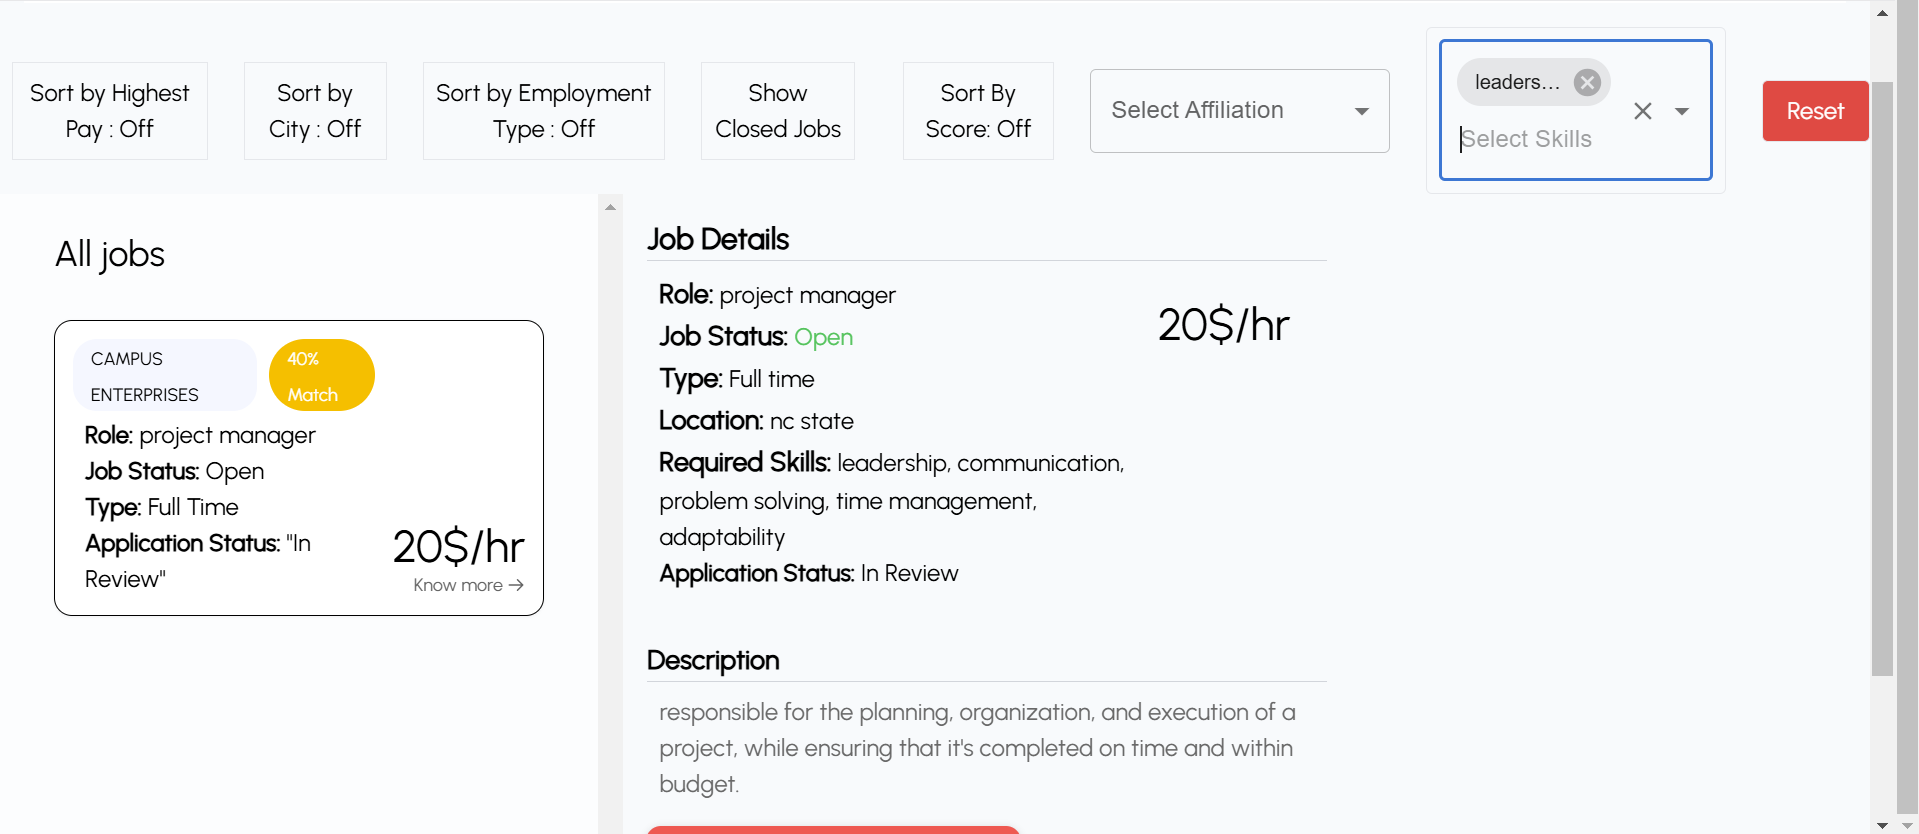 Sort by Highest
Pay : Off
Sort by
City : Off
Sort by Employment
Type : Off
Show
Closed Jobs
Sort By
Score: Off
Select Affiliation
leaders...
Select Skills
Reset
All jobs
CAMPUS
ENTERPRISES
40%
Match
Role: project manager
Job Status: Open
Type: Full Time
Application Status: "In
Review"
20$/hr
Know more →
Job Details
Role: project manager
20$/hr
Job Status: Open
Type: Full time
Location: nc state
Required Skills: leadership, communication,
problem solving, time management,
adaptability
Application Status: In Review
Description
responsible for the planning, organization, and execution of a
project, while ensuring that it's completed on time and within
budget.